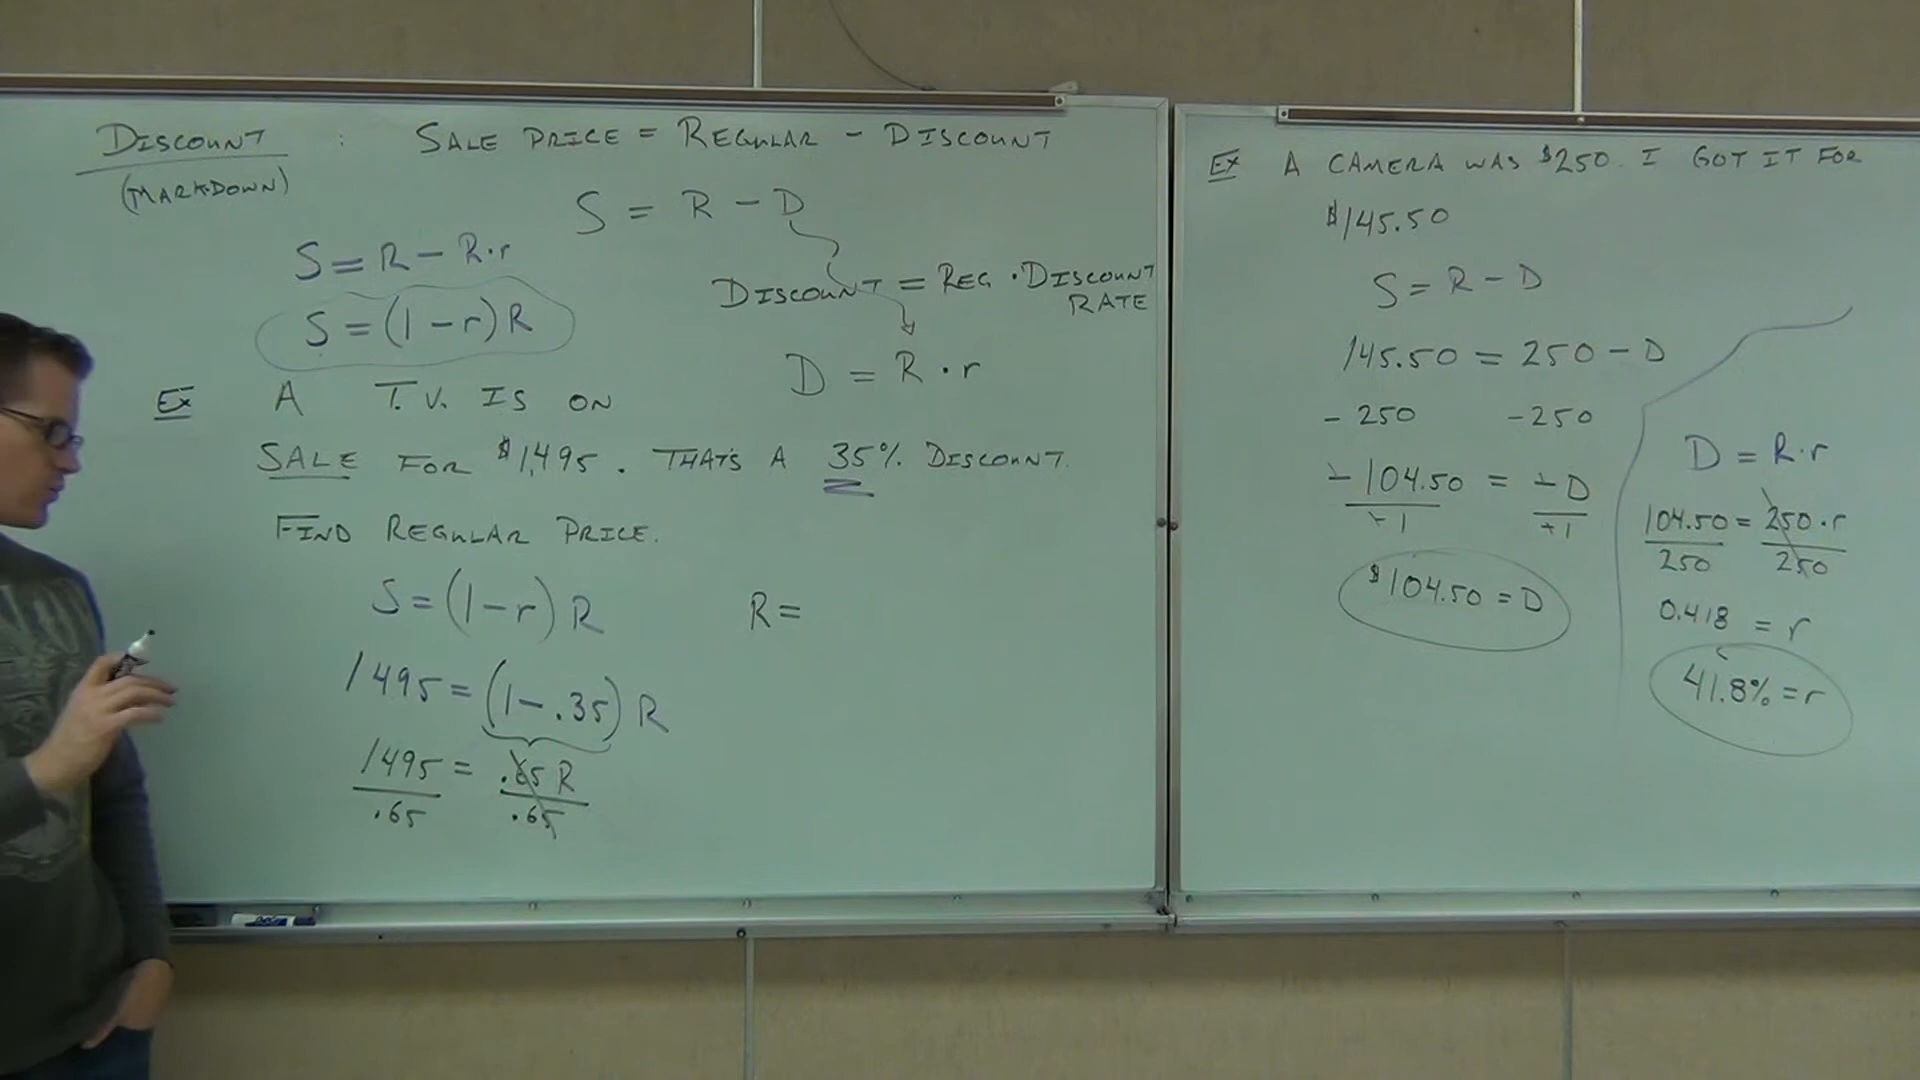 DISCOUNT : SALE PRICE = REGULAR - DISCOUNT
(MARKDOWN)
S = R - D
S = R - R·r
S = (1 - r) R
DISCOUNT = REG · DISCOUNT
RATE
D = R · r
EX A T.V. IS ON
SALE FOR $1,495. THAT'S A 35% DISCOUNT.
FIND REGULAR PRICE.
S = (1 - r) R
R =
1495 = (1 - .35) R
1495 = .65 R
.65 .65
EX A CAMERA WAS $250. I GOT IT FOR
$145.50
S = R - D
145.50 = 250 - D
- 250 - 250
- 104.50 = - D
-1 -1
$104.50 = D
D = R·r
104.50 = 250·r
250 250
0.418 = r
41.8% = r